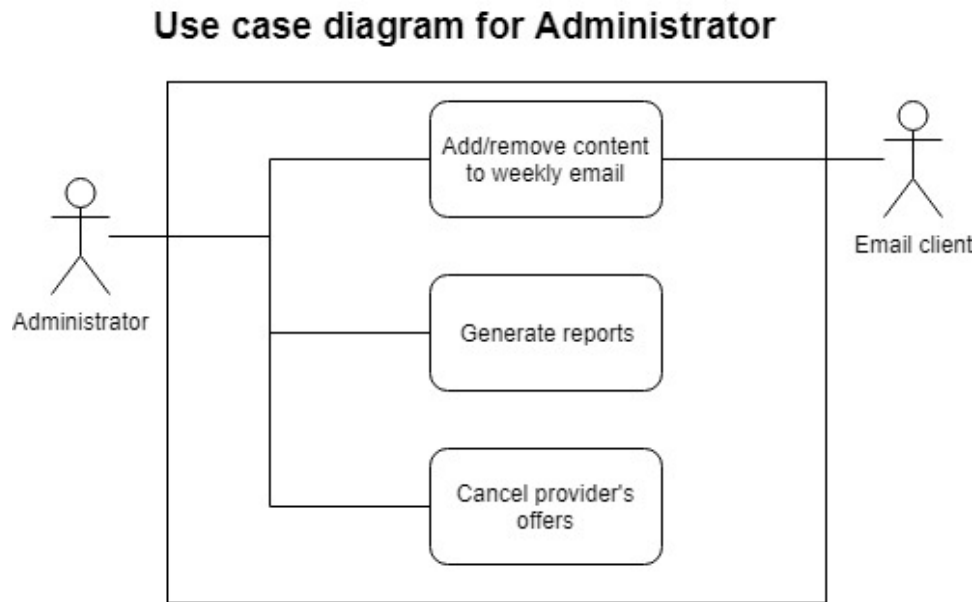 Use case diagram for Administrator
Add/remove content
to weekly email
Email client
Administrator
Generate reports
Cancel provider's
offers